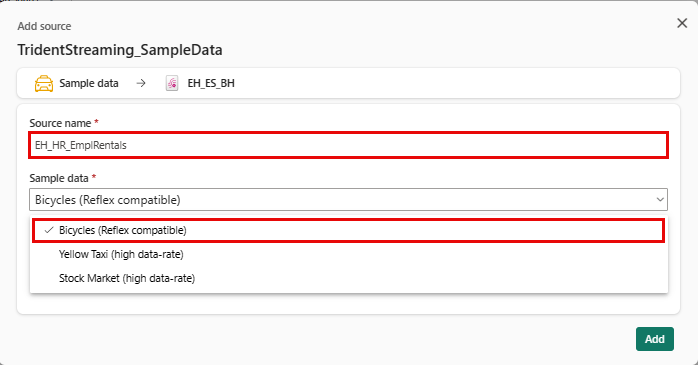 Add source
TridentStreaming_SampleData
Sample data → EH_ES_BH
Source name *
EH_HR_EmplRentals
Sample data *
Bicycles (Reflex compatible)
Bicycles (Reflex compatible)
Yellow Taxi (high data-rate)
Stock Market (high data-rate)
Add